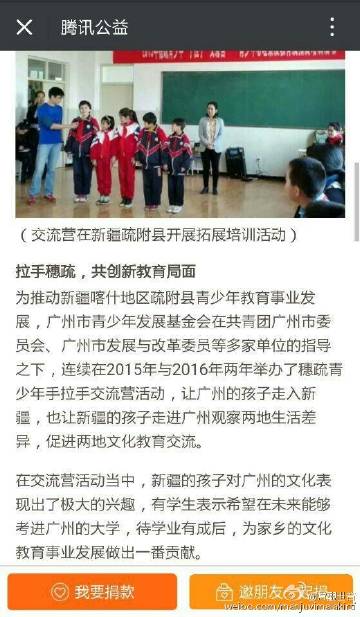 腾讯公益
（交流营在新疆疏附县开展拓展培训活动）
拉手穗疏，共创新教育局面
为推动新疆喀什地区疏附县青少年教育事业发
展，广州市青少年发展基金会在共青团广州市委
员会、广州市发展与改革委员等多家单位的指导
之下，连续在2015年与2016年两年举办了穗疏青
少年手拉手交流营活动，让广州的孩子走入新
疆，也让新疆的孩子走进广州观察两地生活差
异，促进两地文化教育交流。
在交流营活动当中，新疆的孩子对广州的文化表
现出了极大的兴趣，有学生表示希望在未来能够
考进广州的大学，待学业有成后，为家乡的文化
教育事业发展做出一番贡献。
我要捐款
邀朋友